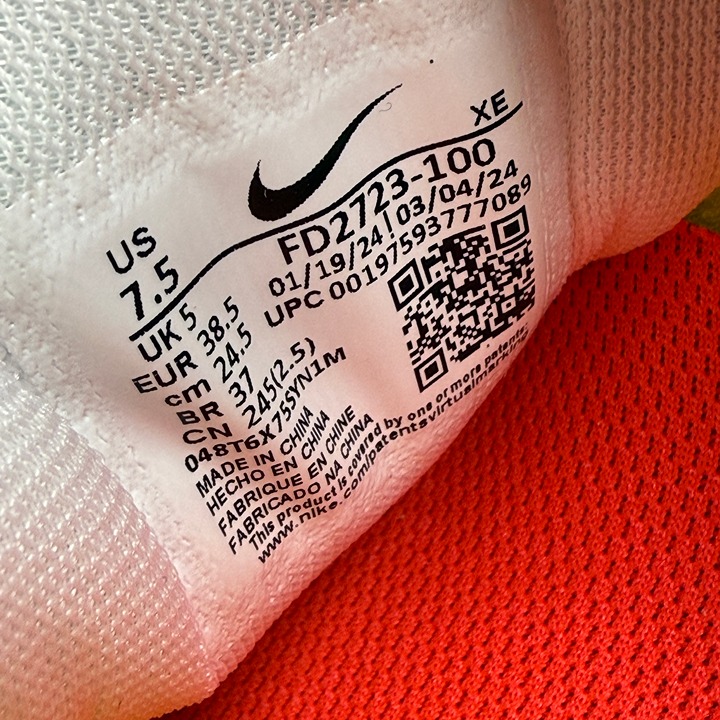 XE
US
7.5
FD2723-100
01/19/24 | 03/04/24
UPC 00197593777089
UK 5
EUR 38.5
cm 24.5
BR 37
CN 245(2.5)
048T6X75SYN1M
MADE IN CHINA
HECHO EN CHINA
FABRIQUE EN CHINE
FABRICADO NA CHINA
This product is covered by one or more patents.
www.nike.com/patentsvirtualmarking